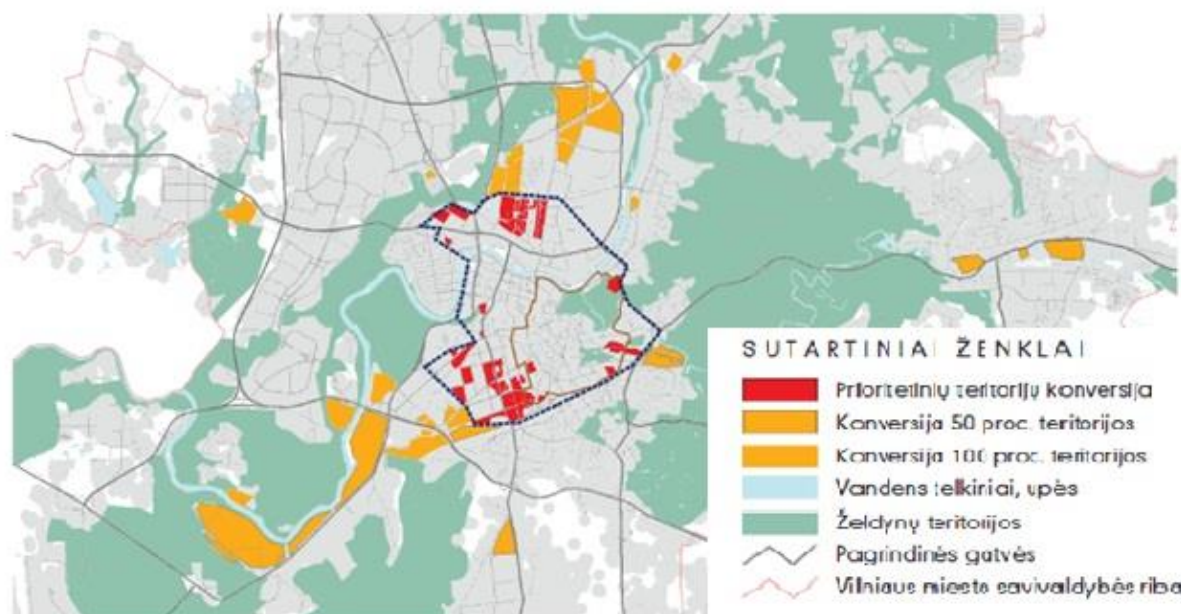 SUTARTINIAI ŽENKLAI
Prioritetinių teritorijų konversija
Konversija 50 proc. teritorijos
Konversija 100 proc. teritorijos
Vandens telkiniai, upės
Želdynų teritorijos
Pagrindinės gatvės
Vilniaus miesto savivaldybės riba